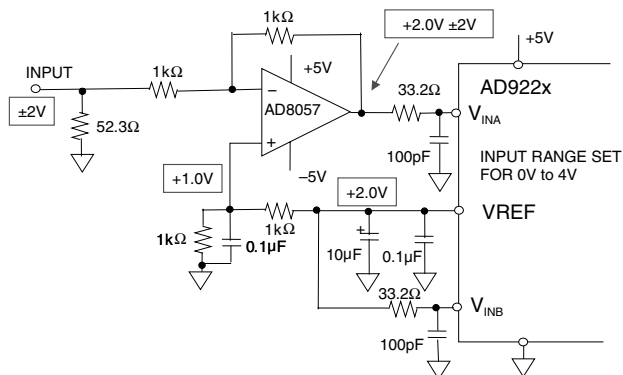 1kΩ
+2.0V ±2V
+5V
INPUT
1kΩ
+5V
33.2Ω
AD922x
±2V
−
AD8057
VINA
52.3Ω
+
100pF
INPUT RANGE SET
FOR 0V to 4V
+1.0V
−5V
+2.0V
VREF
1kΩ
1kΩ
0.1µF
+
10µF
0.1µF
33.2Ω
VINB
100pF